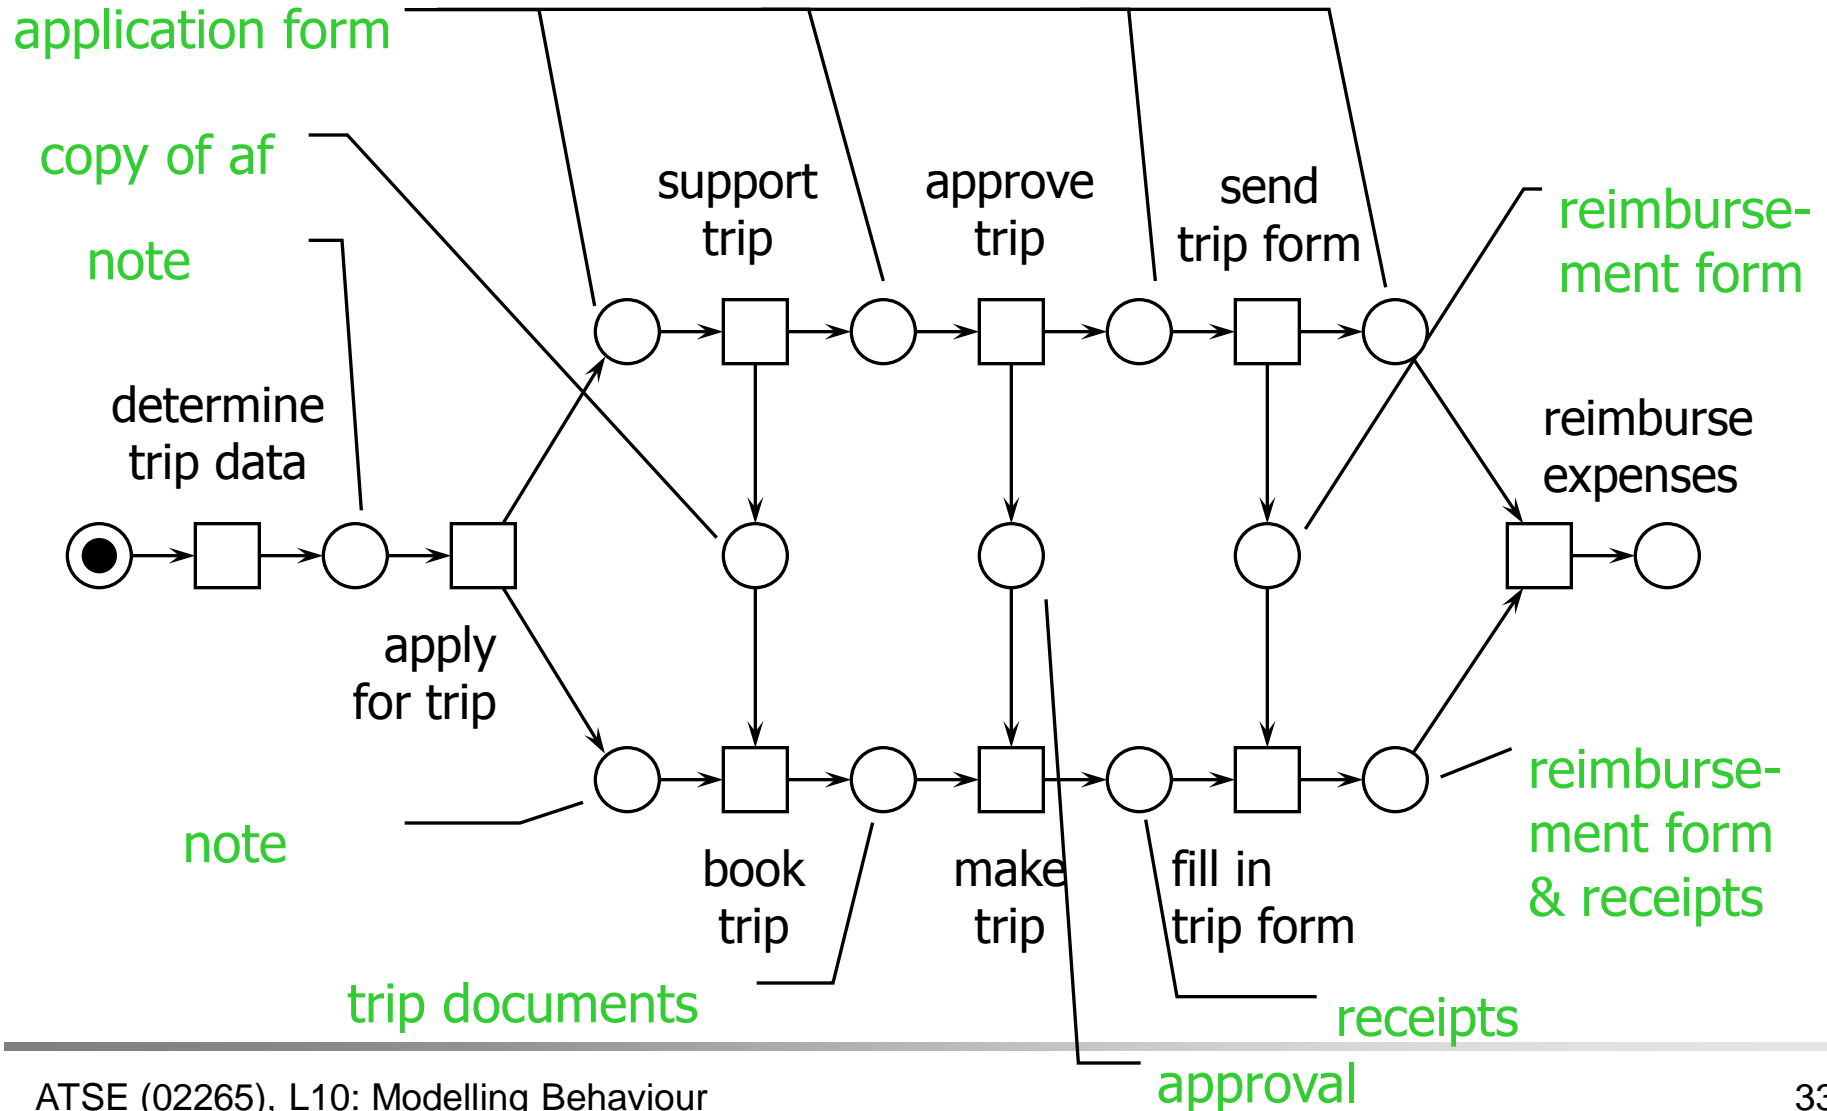 application form
copy of af
note
support
trip
approve
trip
send
trip form
reimburse-
ment form
determine
trip data
reimburse
expenses
apply
for trip
note
book
trip
make
trip
fill in
trip form
reimburse-
ment form
& receipts
trip documents
receipts
approval
ATSE (02265), L10: Modelling Behaviour
33